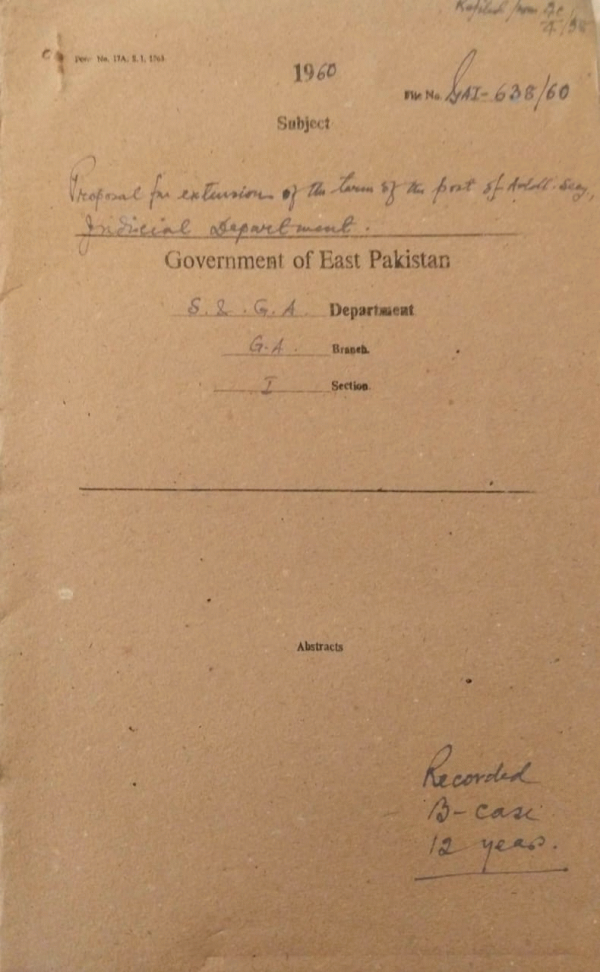 from
1960
File No. GAI-638/60
Subject
Proposal for extension of the term of the post of Addl. Secy,
Judicial Department.
Government of East Pakistan
S. & G. A. Department
G.A. Branch.
I Section
Abstracts
Recorded
B-case
12 years.